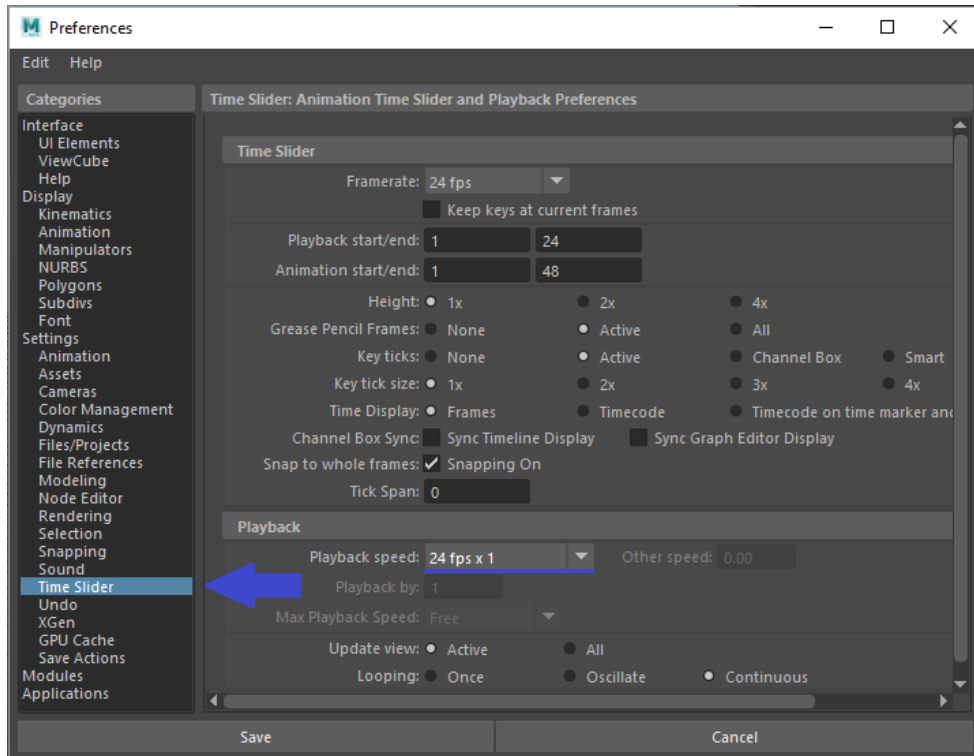 Preferences
Edit Help
Categories
Interface
UI Elements
ViewCube
Help
Display
Kinematics
Animation
Manipulators
NURBS
Polygons
Subdivs
Font
Settings
Animation
Assets
Cameras
Color Management
Dynamics
Files/Projects
File References
Modeling
Node Editor
Rendering
Selection
Snapping
Sound
Time Slider
Undo
XGen
GPU Cache
Save Actions
Modules
Applications
Time Slider: Animation Time Slider and Playback Preferences
Time Slider
Framerate: 24 fps
Keep keys at current frames
Playback start/end: 1 24
Animation start/end: 1 48
Height: 1x 2x 4x
Grease Pencil Frames: None Active All
Key ticks: None Active Channel Box Smart
Key tick size: 1x 2x 3x 4x
Time Display: Frames Timecode Timecode on time marker and
Channel Box Sync: Sync Timeline Display Sync Graph Editor Display
Snap to whole frames: Snapping On
Tick Span: 0
Playback
Playback speed: 24 fps x 1 Other speed: 0.00
Playback by: 1
Max Playback Speed: Free
Update view: Active All
Looping: Once Oscillate Continuous
Save Cancel